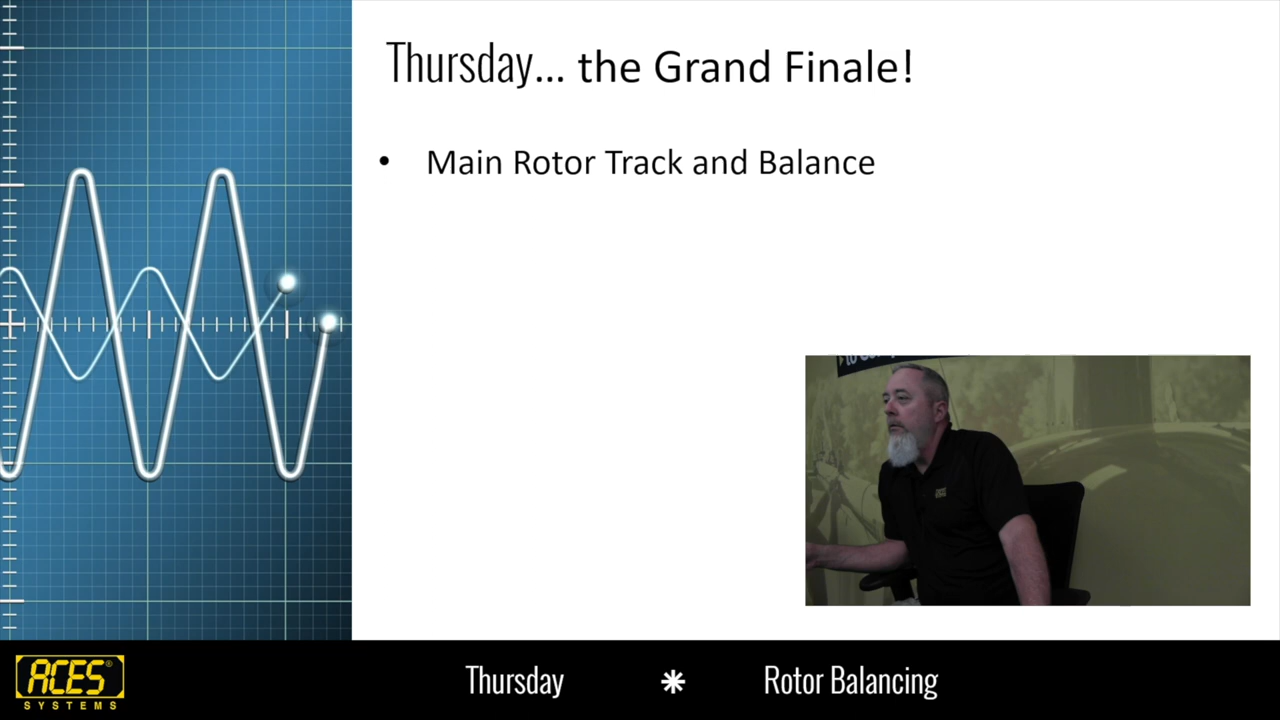 Thursday... the Grand Finale!
• Main Rotor Track and Balance
ACES®
SYSTEMS
Thursday * Rotor Balancing